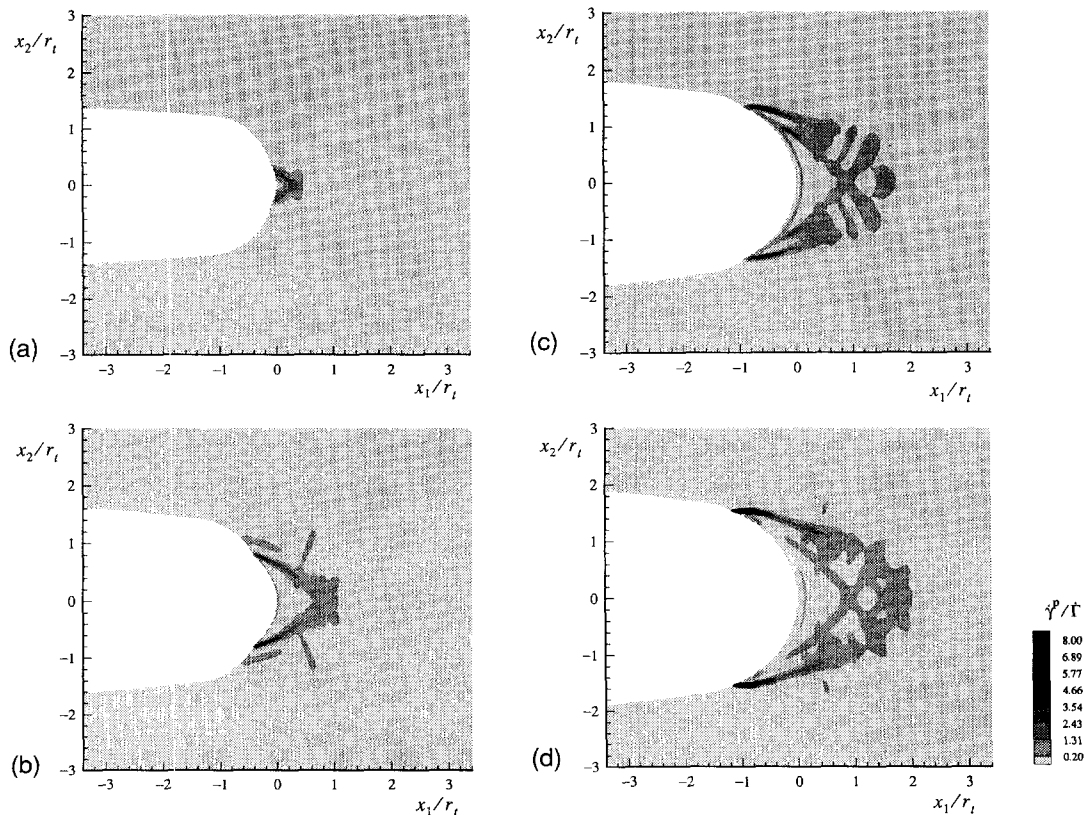 3
x₂/rₜ
2
1
0
−1
−2
−3
(a)
−3 −2 −1 0 1 2 3
x₁/rₜ
3
x₂/rₜ
2
1
0
−1
−2
−3
(c)
−3 −2 −1 0 1 2 3
x₁/rₜ
3
x₂/rₜ
2
1
0
−1
−2
−3
(b)
−3 −2 −1 0 1 2 3
x₁/rₜ
3
x₂/rₜ
2
1
0
−1
−2
−3
(d)
−3 −2 −1 0 1 2 3
x₁/rₜ
γ̇ᵖ/Γ̇
8.00
6.89
5.77
4.66
3.54
2.43
1.31
0.20